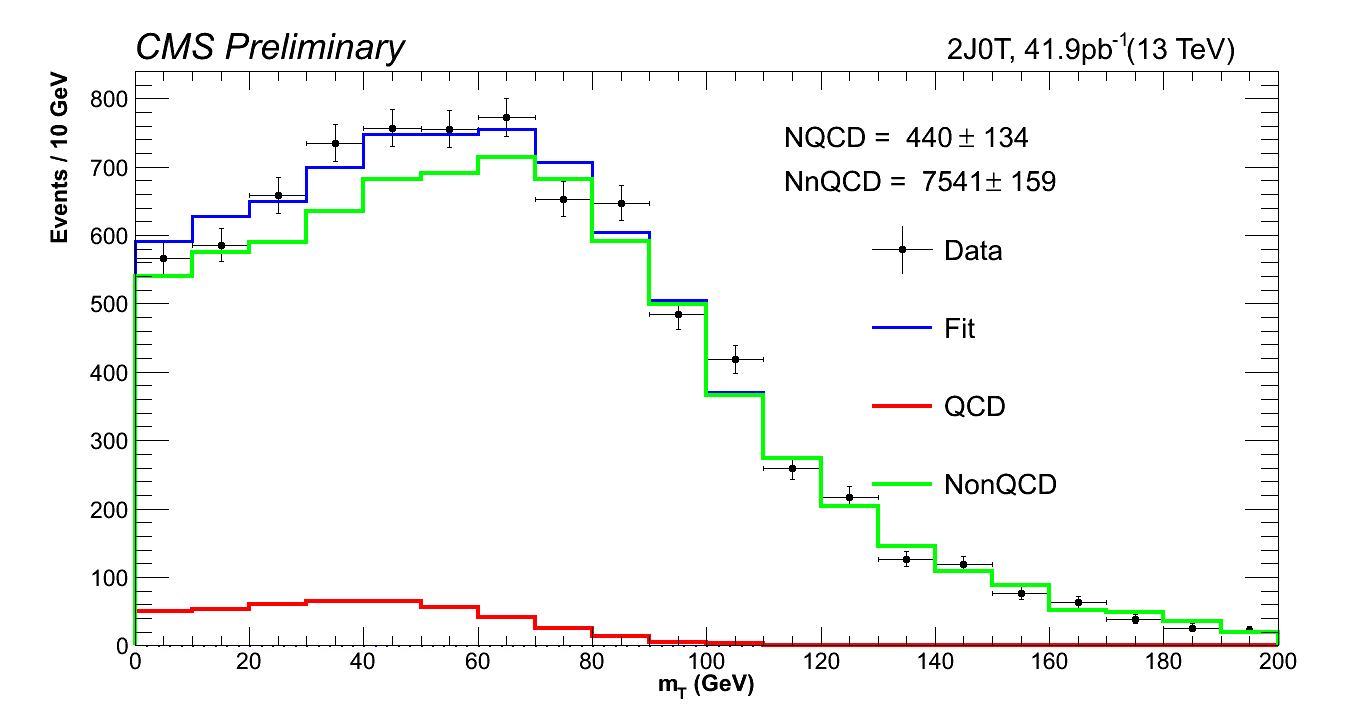 CMS Preliminary
2J0T, 41.9pb-1(13 TeV)
Events / 10 GeV
800
700
600
500
400
300
200
100
0
NQCD = 440 ± 134
NnQCD = 7541± 159
Data
Fit
QCD
NonQCD
0 20 40 60 80 100 120 140 160 180 200
mT (GeV)